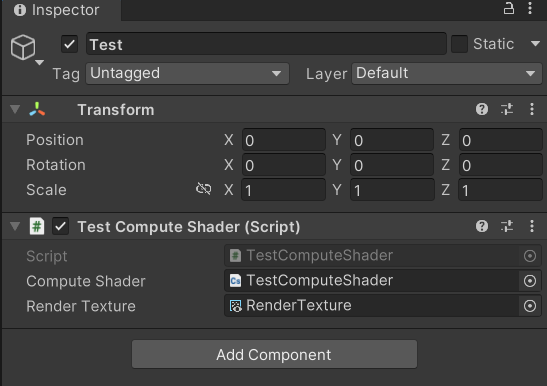 Inspector
Test Static
Tag Untagged Layer Default
Transform
Position X 0 Y 0 Z 0
Rotation X 0 Y 0 Z 0
Scale X 1 Y 1 Z 1
# Test Compute Shader (Script)
Script # TestComputeShader
Compute Shader Cs TestComputeShader
Render Texture RenderTexture
Add Component